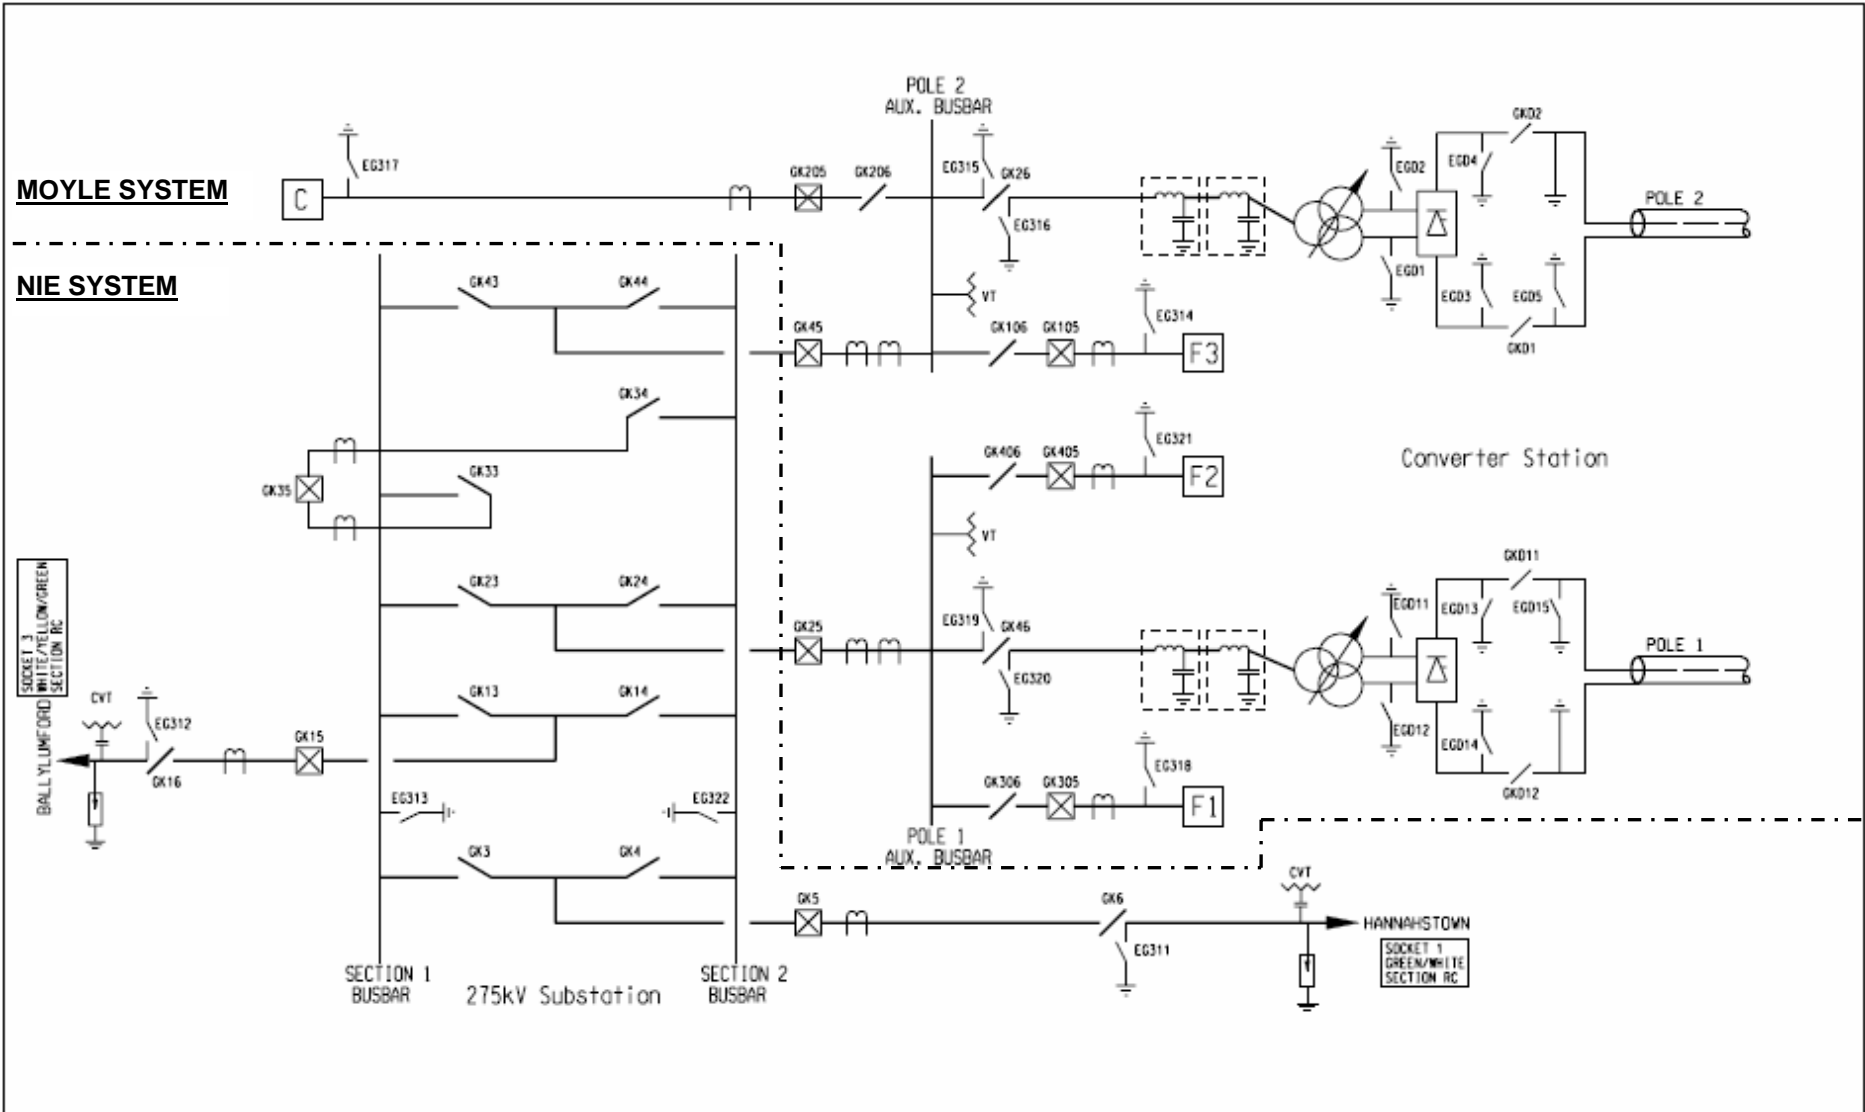 POLE 2
AUX. BUSBAR
GKD2
EG317
MOYLE SYSTEM
C
GK205
GK206
EG315
GK26
EG316
EGD2
EGD4
POLE 2
EGD1
EGD3
EGD5
GKD1
NIE SYSTEM
GK43
GK44
VT
GK45
GK106
GK105
EG314
F3
GK34
GK35
GK33
GK406
GK405
EG321
F2
Converter Station
VT
GK23
GK24
GK25
EG319
GK46
EG320
GKD11
EGD11
EGD13
EGD15
POLE 1
EGD12
EGD14
GKD12
BALLYLUMFORD
SOCKET 3
WHITE/YELLOW/GREEN
SECTION RC
CVT
EG312
GK16
GK15
GK13
GK14
GK306
GK305
EG318
F1
EG313
EG322
POLE 1
AUX. BUSBAR
GK3
GK4
GK5
GK6
EG311
CVT
HANNAHSTOWN
SOCKET 1
GREEN/WHITE
SECTION RC
SECTION 1
BUSBAR
275kV Substation
SECTION 2
BUSBAR